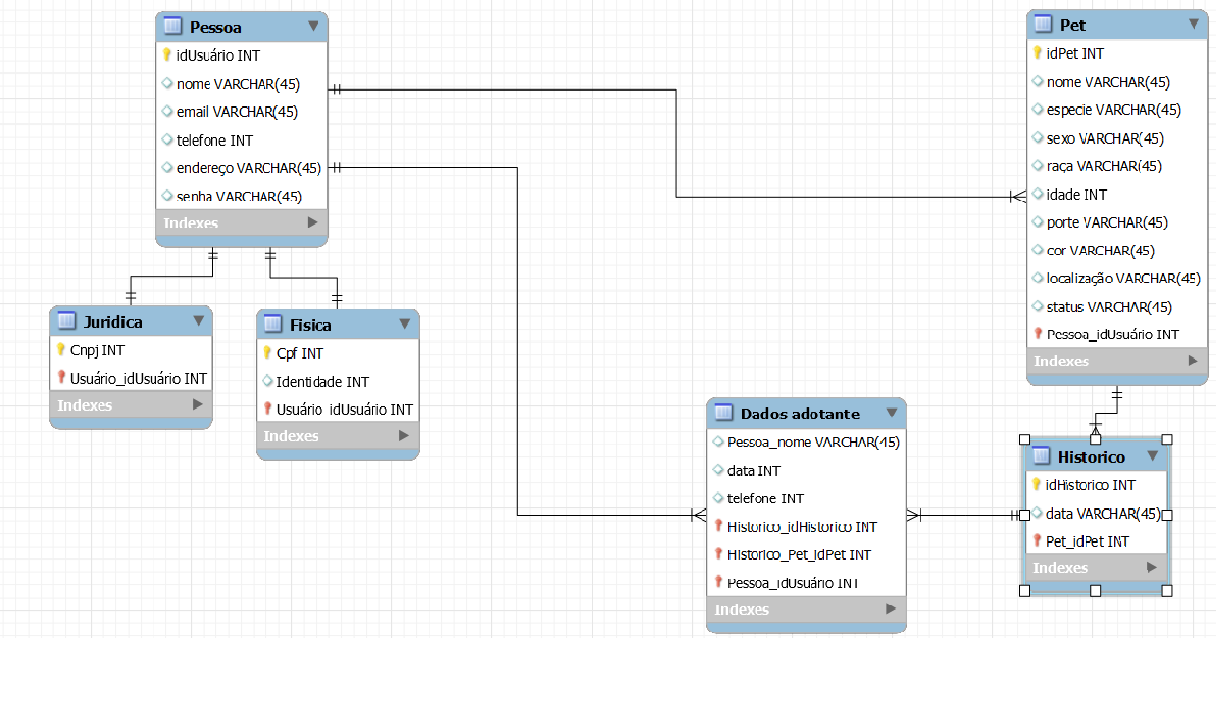 Pessoa
idUsuário INT
nome VARCHAR(45)
email VARCHAR(45)
telefone INT
endereço VARCHAR(45)
senha VARCHAR(45)
Indexes
Pet
idPet INT
nome VARCHAR(45)
especie VARCHAR(45)
sexo VARCHAR(45)
raça VARCHAR(45)
idade INT
porte VARCHAR(45)
cor VARCHAR(45)
localização VARCHAR(45)
status VARCHAR(45)
Pessoa_idUsuário INT
Indexes
Juridica
Cnpj INT
Usuário_idUsuário INT
Indexes
Fisica
Cpf INT
Identidade INT
Usuário_idUsuário INT
Indexes
Dados adotante
Pessoa_nome VARCHAR(45)
data INT
telefone INT
Historico_idHistorico INT
Historico_Pet_idPet INT
Pessoa_idUsuário INT
Indexes
Historico
idHistorico INT
data VARCHAR(45)
Pet_idPet INT
Indexes